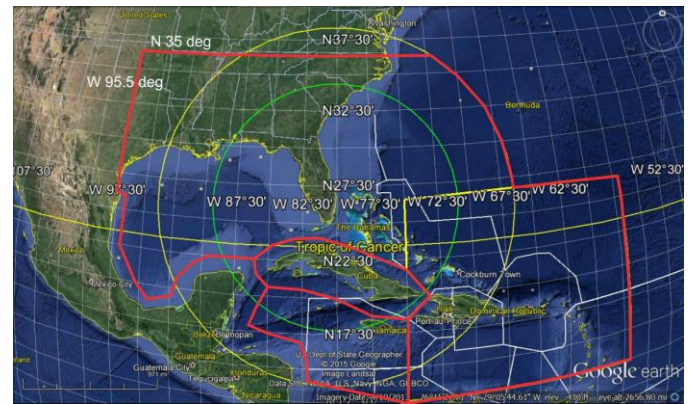 United States
Washington
N 35 deg
N37°30'
W 95.5 deg
Bermuda
N32°30'
107°30'
W 97°30'
W 87°30'
W 82°30'
N27°30'
W 77°30'
W 72°30'
W 67°30'
W 62°30'
W 52°30'
The Bahamas
Tropic of Cancer
Mexico
N22°30'
Cuba
Cockburn Town
Mexico City
Port-au-Prince
Dominican Republic
N17°30'
Jamaica
Belize
Belmopan
Guatemala
Guatemala City
Honduras
Tegucigalpa
Nicaragua
US Dept of State Geographer
© 2015 Google
Image Landsat
Data SIO, NOAA, U.S. Navy, NGA, GEBCO
Google earth